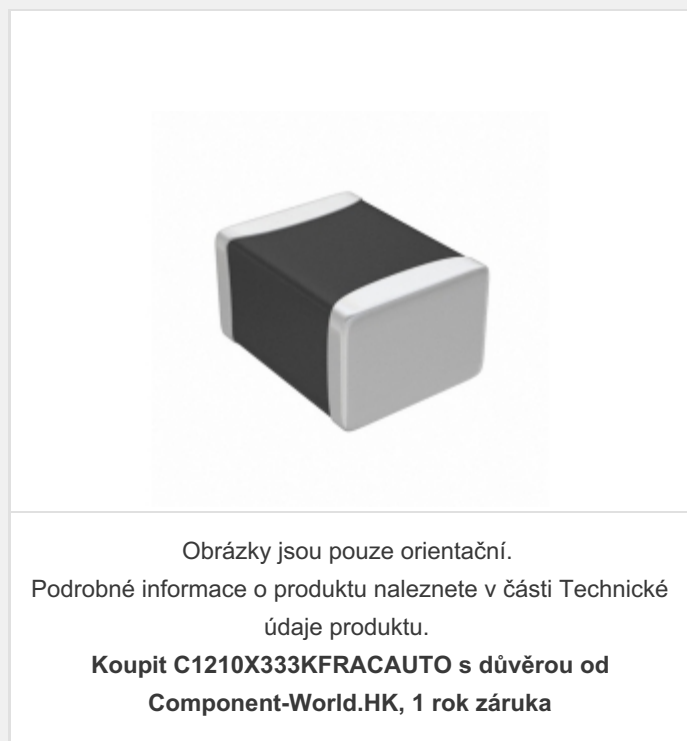 Obrázky jsou pouze orientační.
Podrobné informace o produktu naleznete v části Technické
údaje produktu.
Koupit C1210X333KFRACAUTO s důvěrou od
Component-World.HK, 1 rok záruka